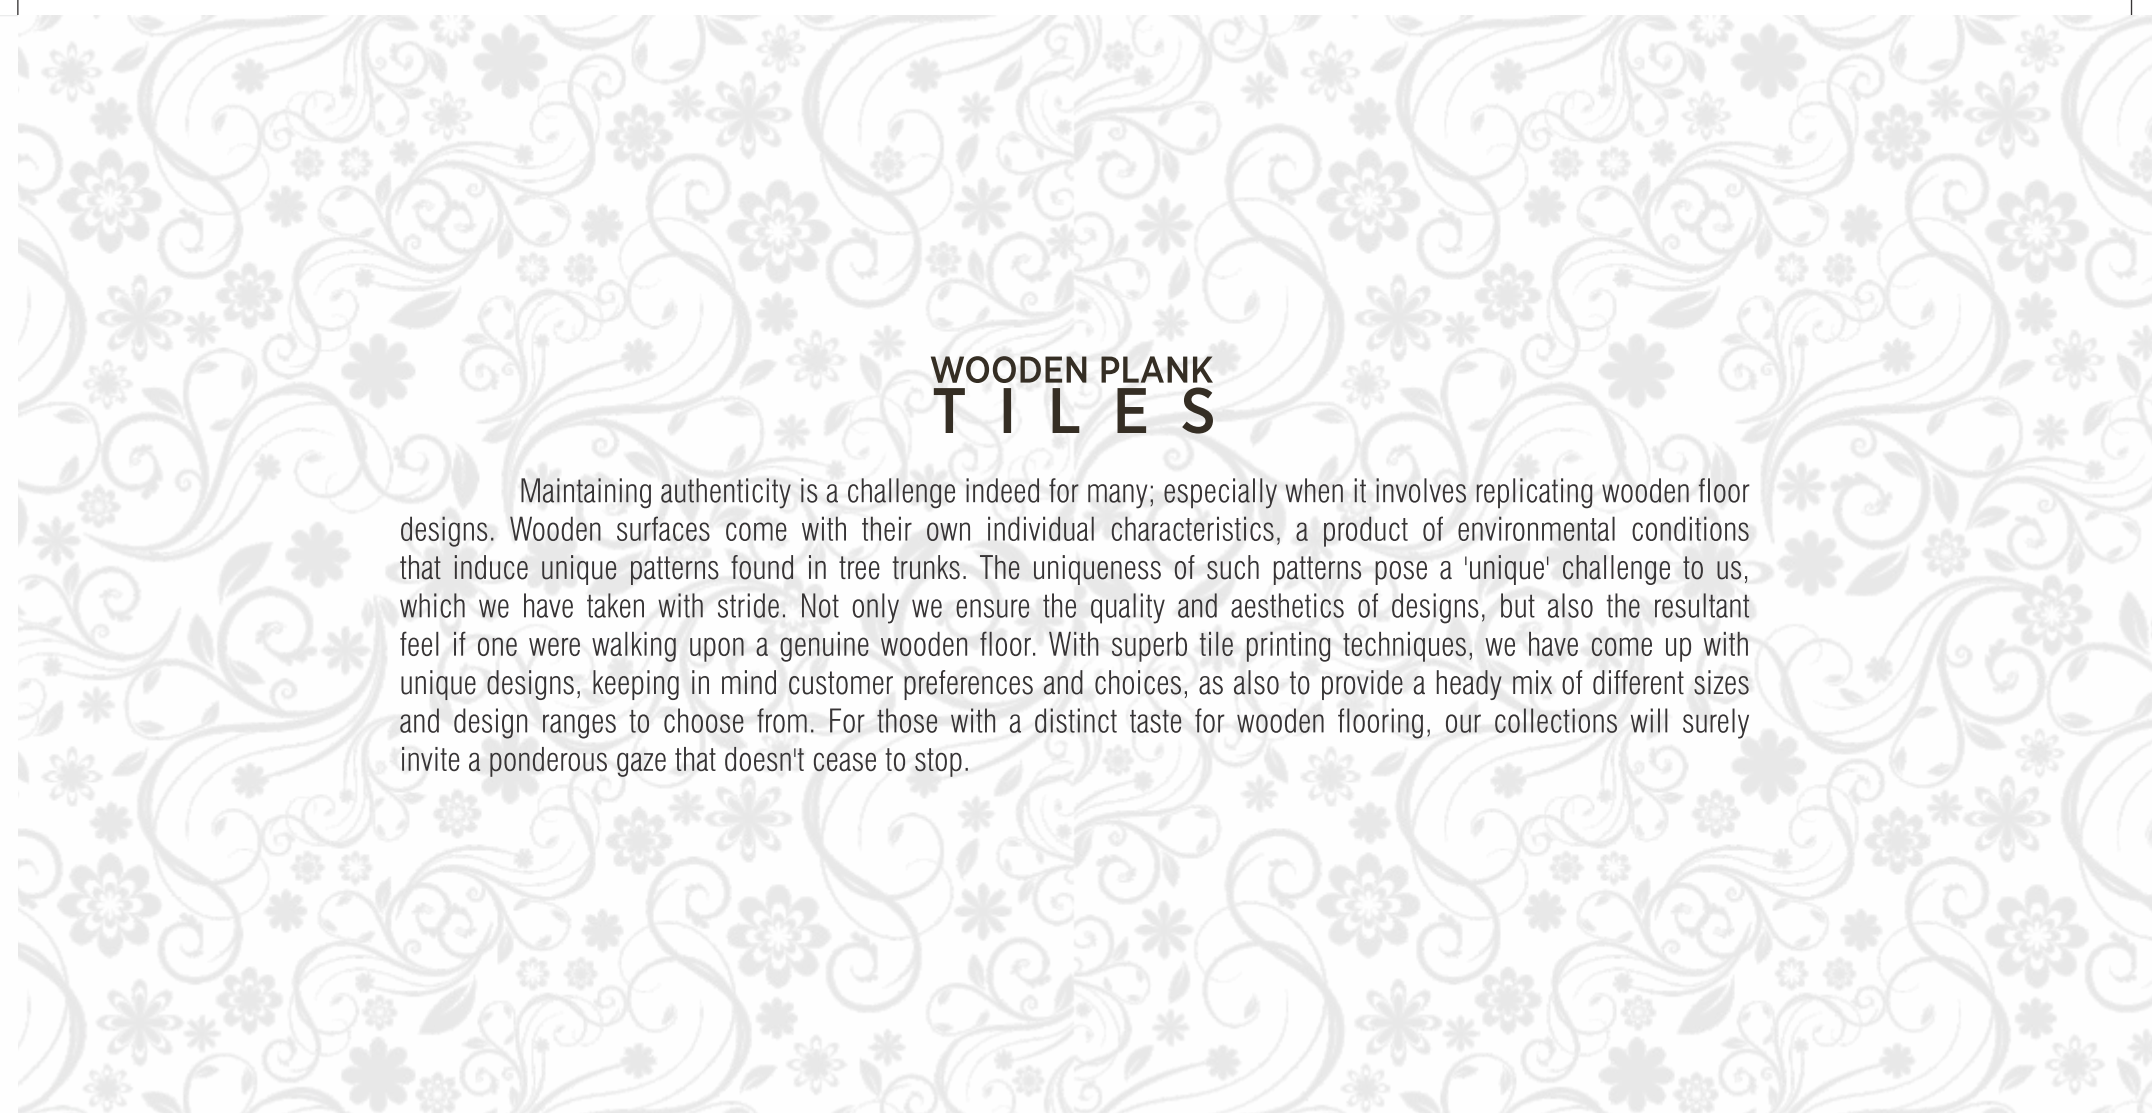 WOODEN PLANK
TILES
Maintaining authenticity is a challenge indeed for many; especially when it involves replicating wooden floor
designs. Wooden surfaces come with their own individual characteristics, a product of environmental conditions
that induce unique patterns found in tree trunks. The uniqueness of such patterns pose a 'unique' challenge to us,
which we have taken with stride. Not only we ensure the quality and aesthetics of designs, but also the resultant
feel if one were walking upon a genuine wooden floor. With superb tile printing techniques, we have come up with
unique designs, keeping in mind customer preferences and choices, as also to provide a heady mix of different sizes
and design ranges to choose from. For those with a distinct taste for wooden flooring, our collections will surely
invite a ponderous gaze that doesn't cease to stop.